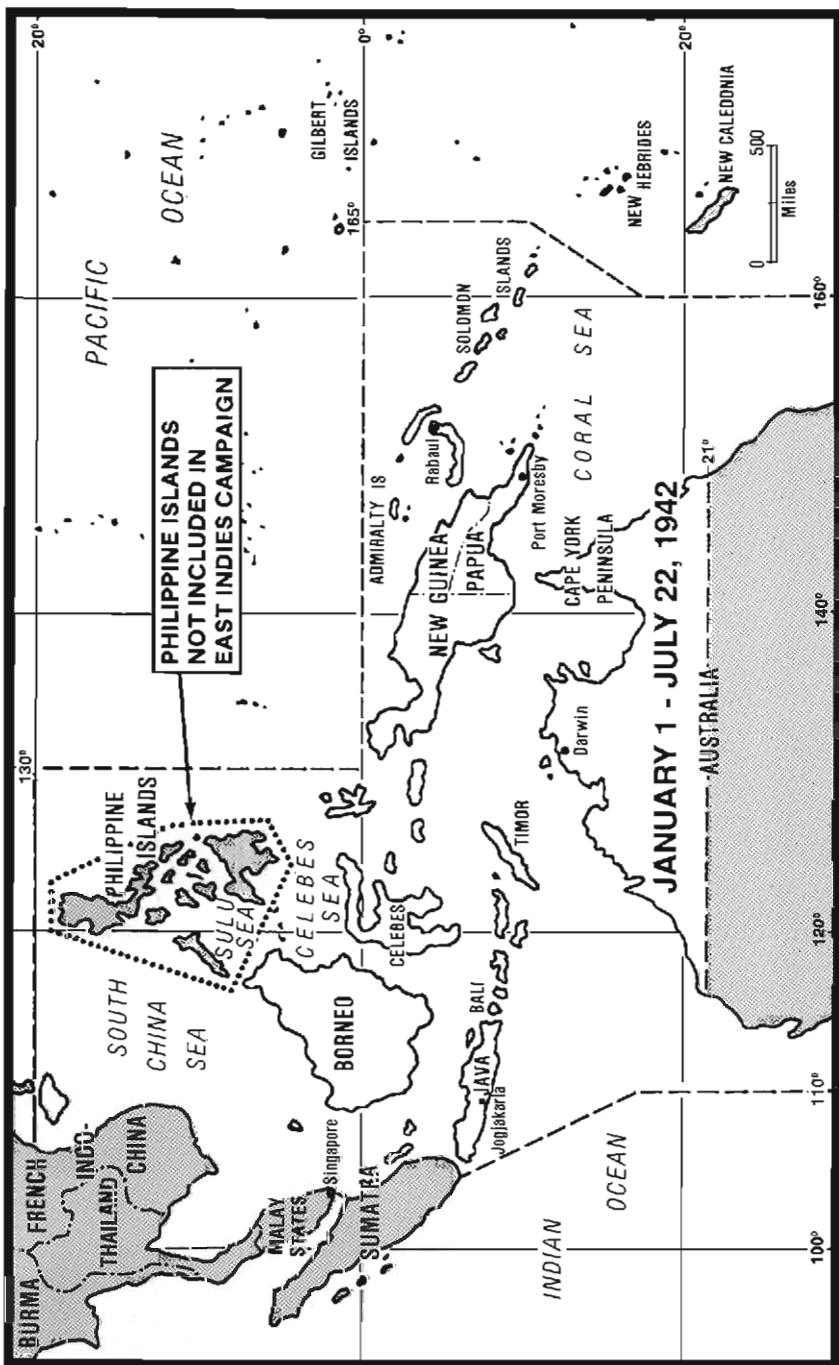 130°
20°
0°
20°
165°
160°
140°
120°
110°
100°
21°
BURMA
FRENCH
INDO-
CHINA
THAILAND
MALAY
STATES
Singapore
SUMATRA
SOUTH
CHINA
SEA
PHILIPPINE
ISLANDS
SULU
SEA
CELEBES
SEA
PHILIPPINE ISLANDS
NOT INCLUDED IN
EAST INDIES CAMPAIGN
PACIFIC
OCEAN
GILBERT
ISLANDS
BORNEO
CELEBES
JAVA
Jogjakarla
BALI
TIMOR
ADMIRALTY IS
Rabaul
NEW GUINEA
PAPUA
Port Moresby
SOLOMON
ISLANDS
CORAL SEA
CAPE YORK
PENINSULA
Darwin
INDIAN
OCEAN
JANUARY 1 - JULY 22, 1942
AUSTRALIA
NEW HEBRIDES
NEW CALEDONIA
0 500
Miles